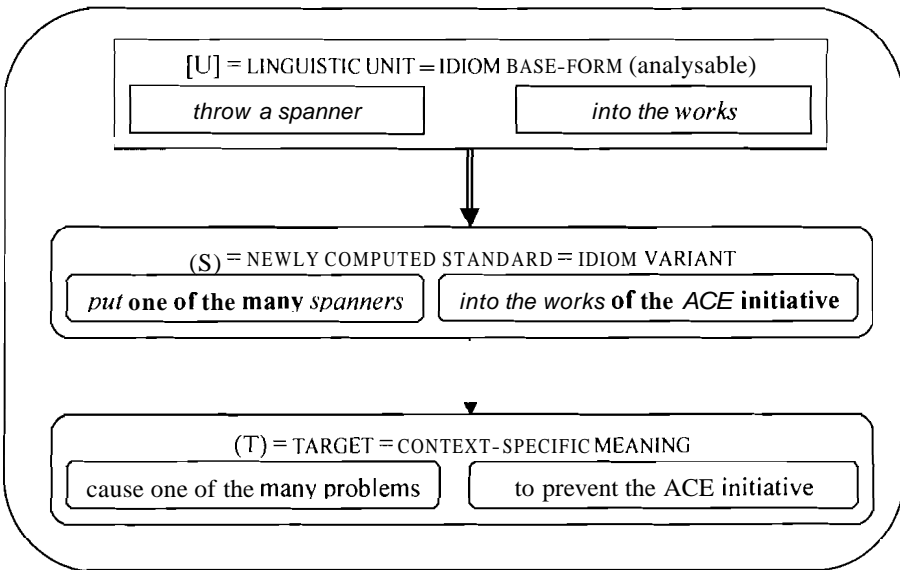 [U] = LINGUISTIC UNIT = IDIOM BASE-FORM (analysable)
throw a spanner into the works
(S) = NEWLY COMPUTED STANDARD = IDIOM VARIANT
put one of the many spanners into the works of the ACE initiative
(T) = TARGET = CONTEXT-SPECIFIC MEANING
cause one of the many problems to prevent the ACE initiative